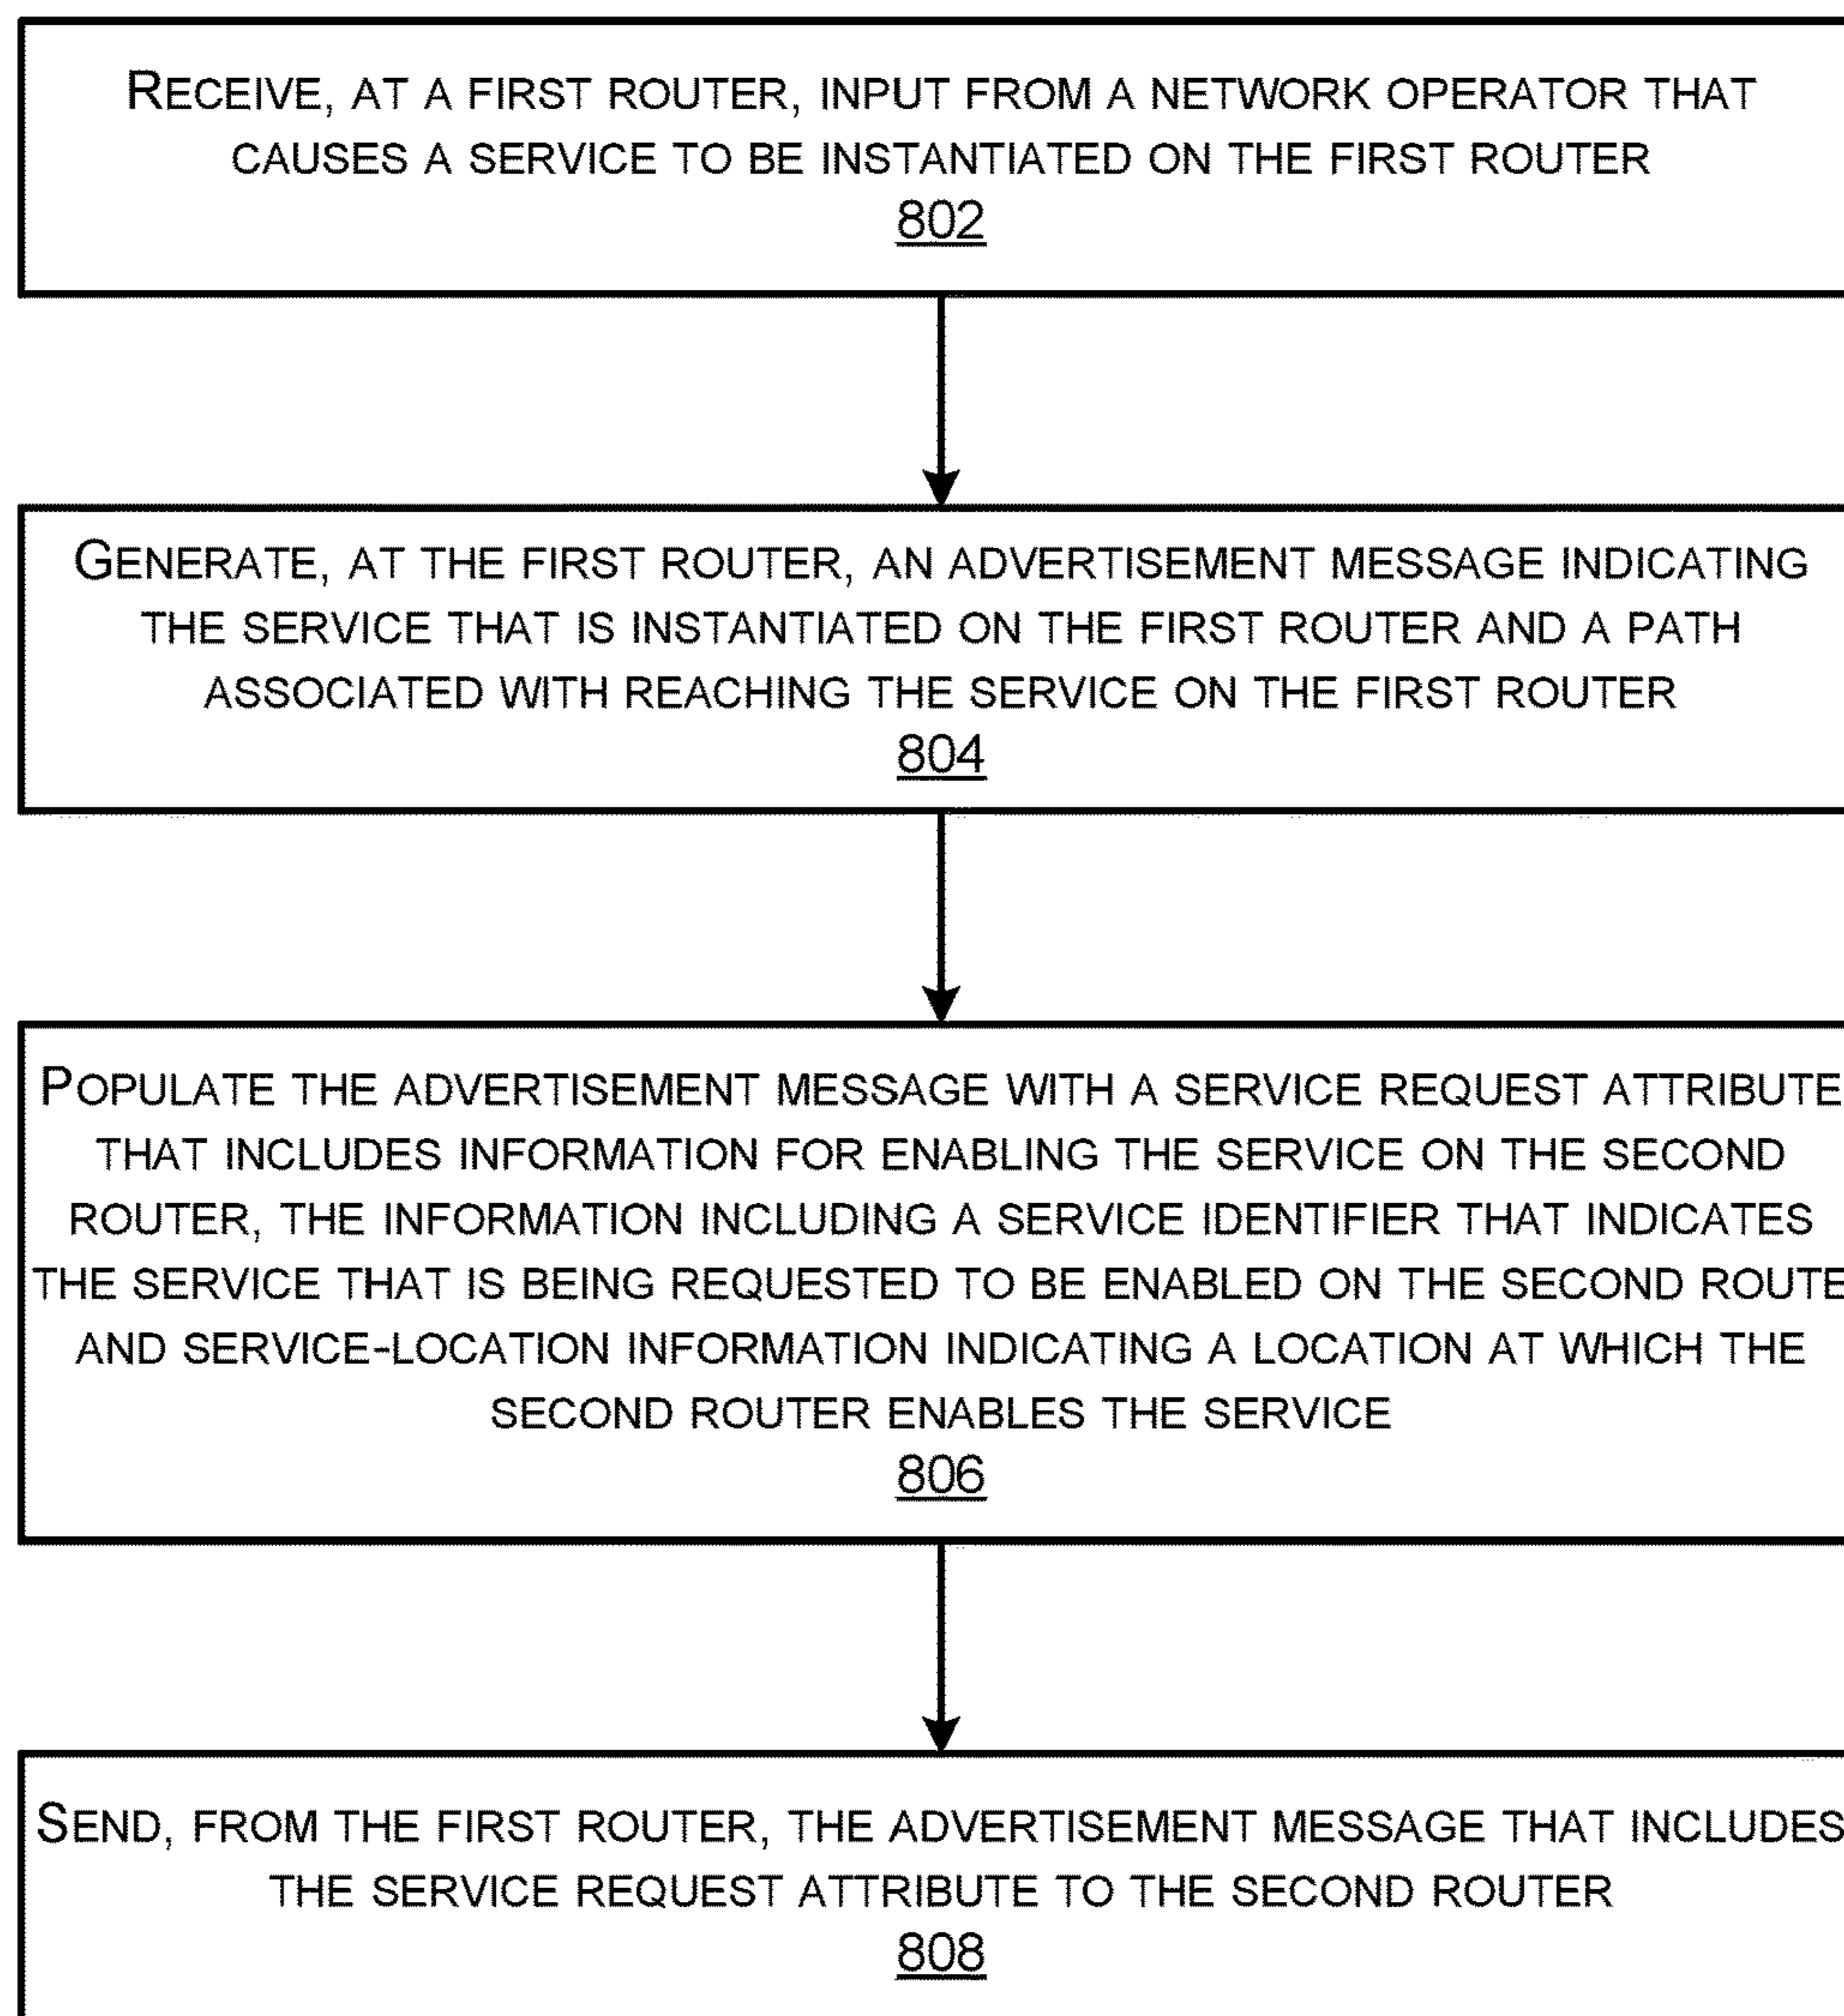 RECEIVE, AT A FIRST ROUTER, INPUT FROM A NETWORK OPERATOR THAT
CAUSES A SERVICE TO BE INSTANTIATED ON THE FIRST ROUTER
802
GENERATE, AT THE FIRST ROUTER, AN ADVERTISEMENT MESSAGE INDICATING
THE SERVICE THAT IS INSTANTIATED ON THE FIRST ROUTER AND A PATH
ASSOCIATED WITH REACHING THE SERVICE ON THE FIRST ROUTER
804
POPULATE THE ADVERTISEMENT MESSAGE WITH A SERVICE REQUEST ATTRIBUTE
THAT INCLUDES INFORMATION FOR ENABLING THE SERVICE ON THE SECOND
ROUTER, THE INFORMATION INCLUDING A SERVICE IDENTIFIER THAT INDICATES
THE SERVICE THAT IS BEING REQUESTED TO BE ENABLED ON THE SECOND ROUTE
AND SERVICE-LOCATION INFORMATION INDICATING A LOCATION AT WHICH THE
SECOND ROUTER ENABLES THE SERVICE
806
SEND, FROM THE FIRST ROUTER, THE ADVERTISEMENT MESSAGE THAT INCLUDES
THE SERVICE REQUEST ATTRIBUTE TO THE SECOND ROUTER
808